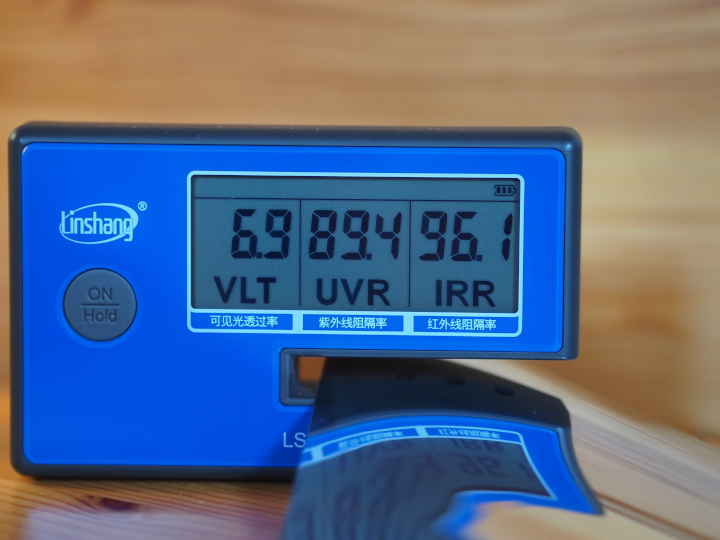 Linshang®
ON
Hold
6.9 89.4 96.1
VLT UVR IRR
可见光透过率 紫外线阻隔率 红外线阻隔率
LS